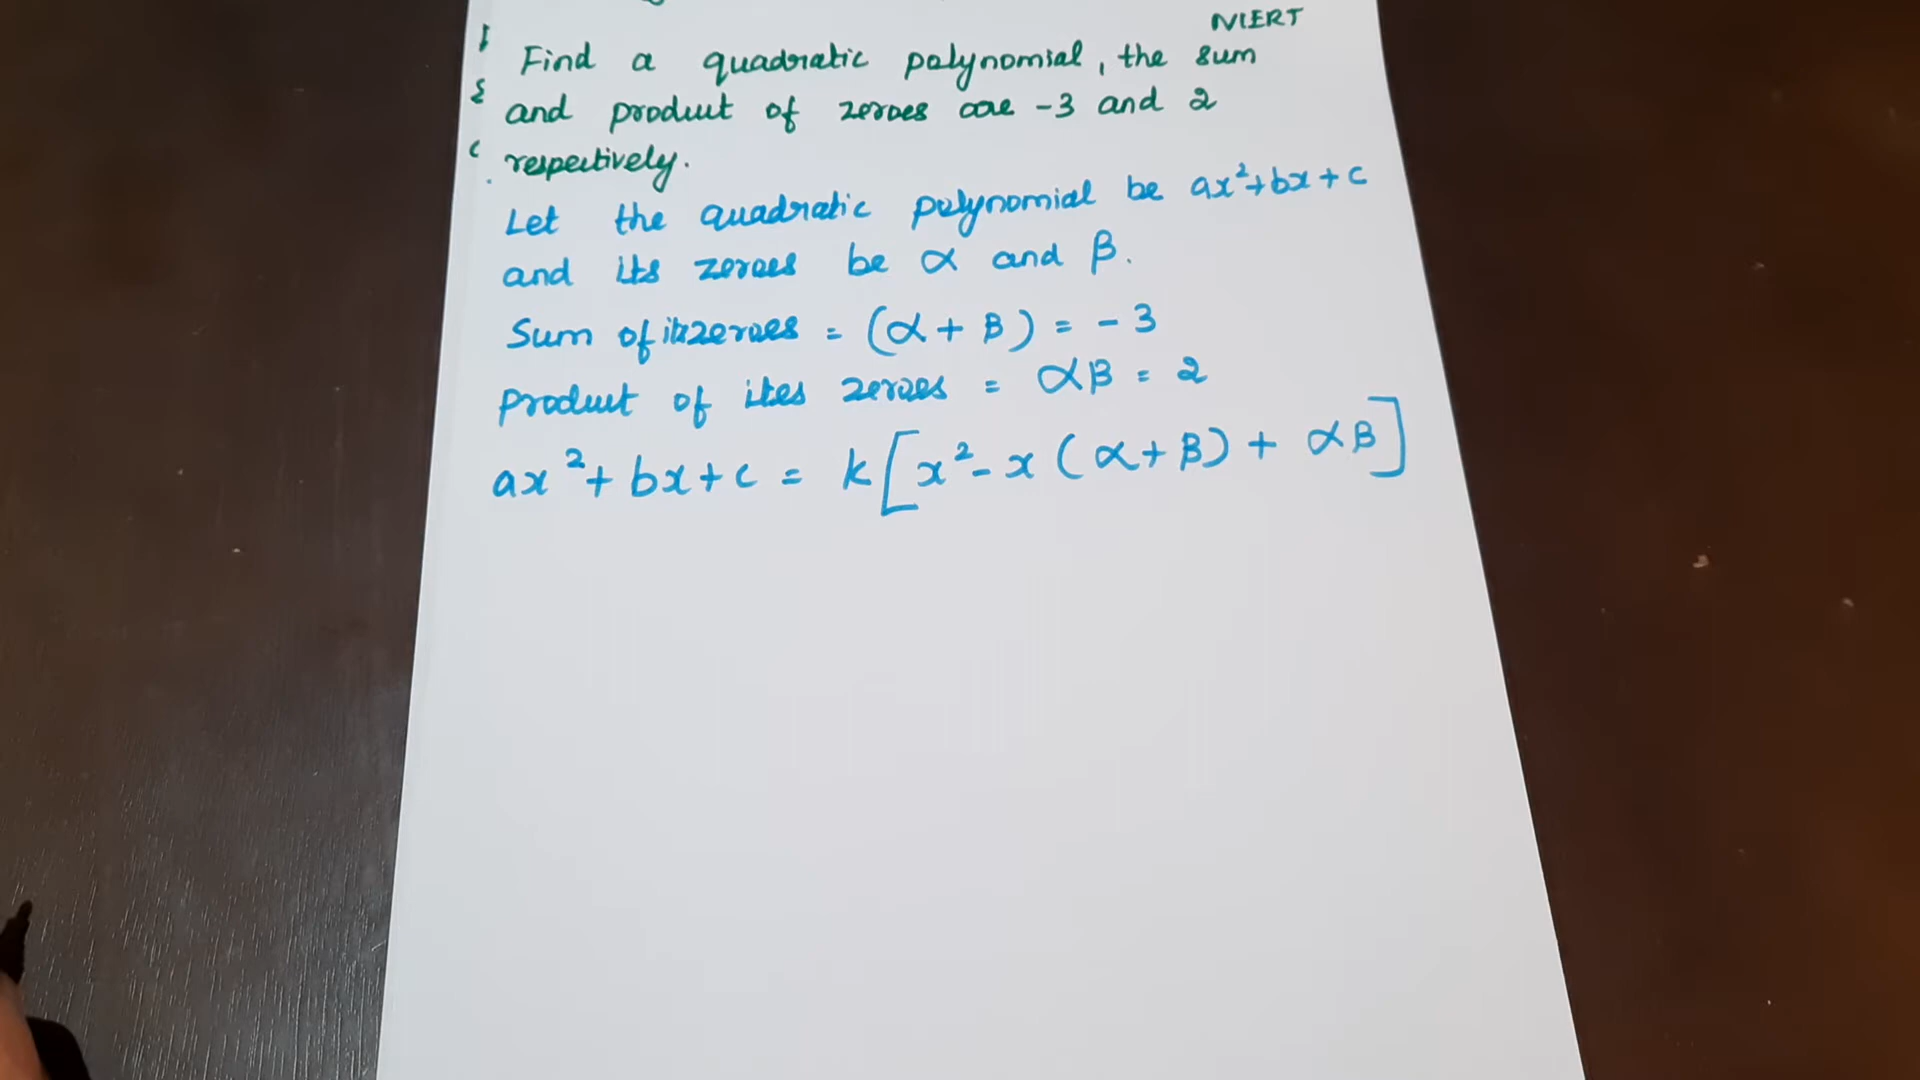 NCERT
Find a quadratic polynomial, the sum
and product of zeroes are -3 and 2
respectively.
Let the quadratic polynomial be ax²+bx+c
and its zeroes be α and β.
Sum of its zeroes = (α + β) = -3
Product of its zeroes = αβ = 2
ax²+bx+c = k[x²-x(α+β)+αβ]